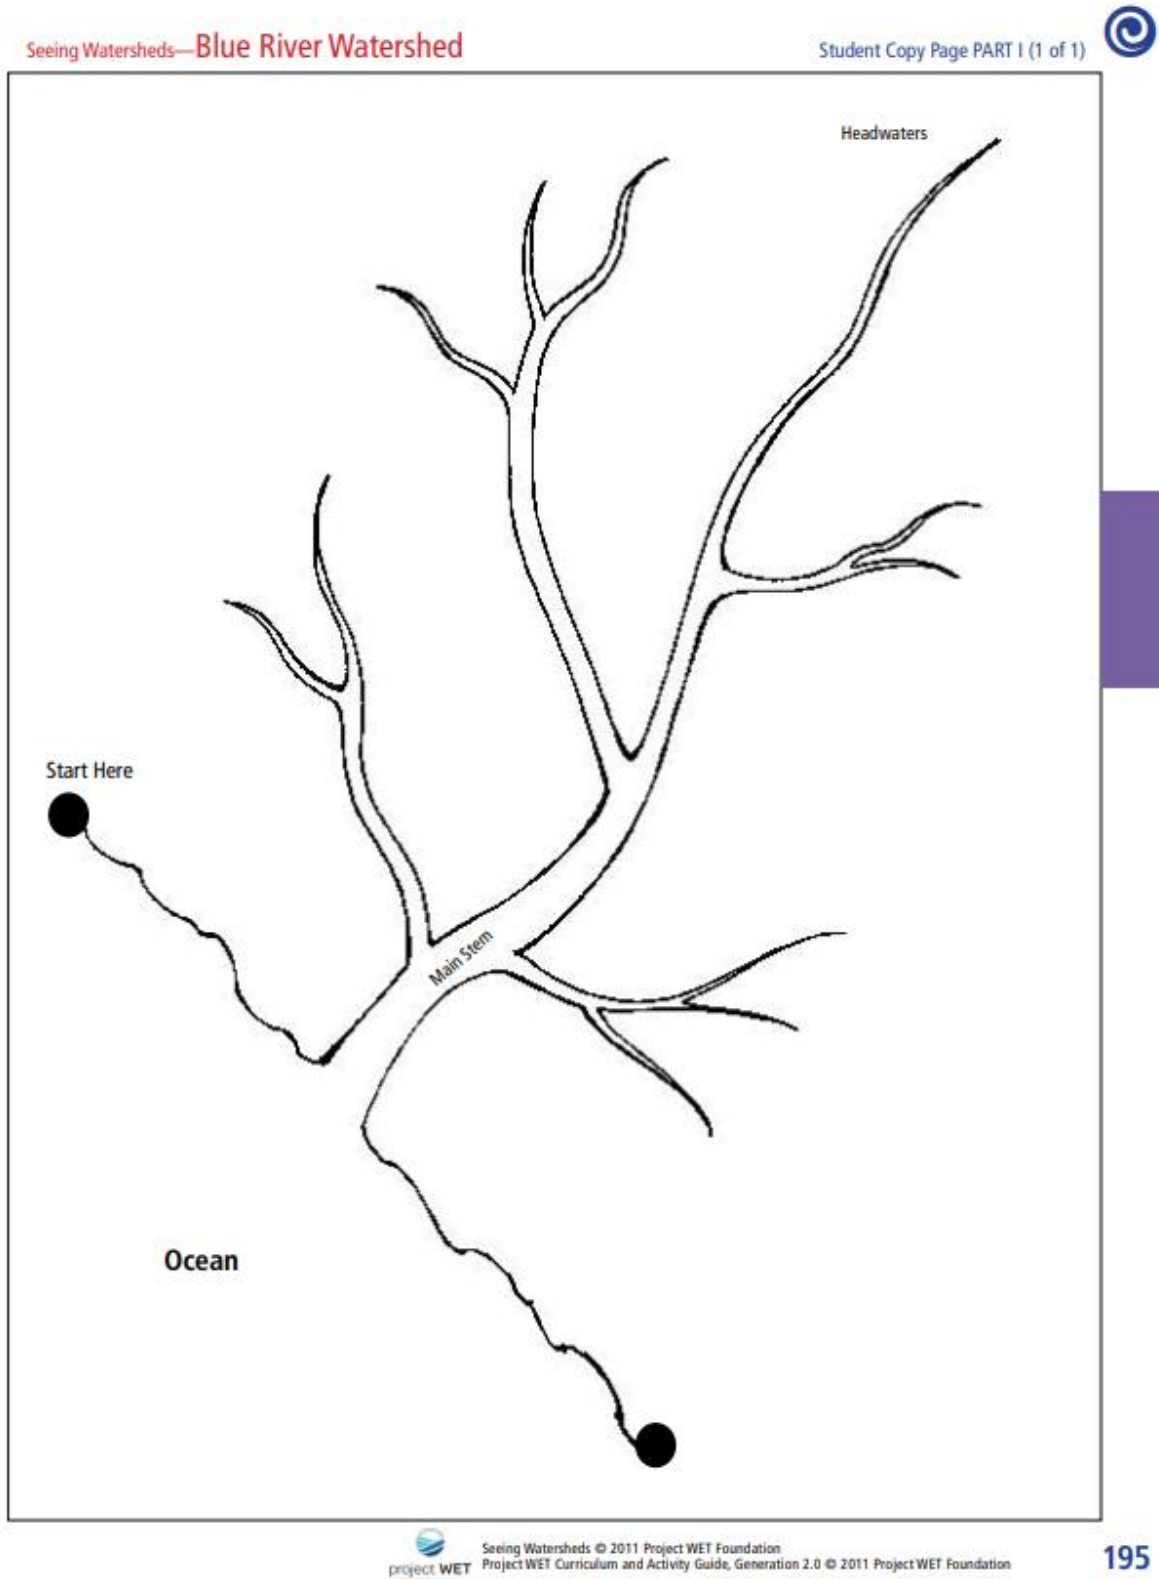 Seeing Watersheds—Blue River Watershed
Student Copy Page PART I (1 of 1)
Headwaters
Start Here
Main Stem
Ocean
project WET
Seeing Watersheds © 2011 Project WET Foundation
Project WET Curriculum and Activity Guide, Generation 2.0 © 2011 Project WET Foundation
195